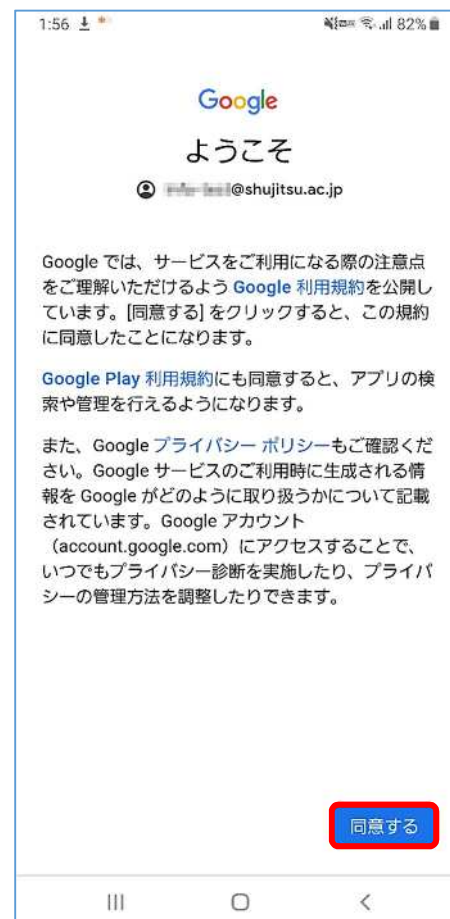 1:56
82%
Google
ようこそ
@shujitsu.ac.jp
Google では、サービスをご利用になる際の注意点
をご理解いただけるよう Google 利用規約を公開し
ています。[同意する] をクリックすると、この規約
に同意したことになります。
Google Play 利用規約にも同意すると、アプリの検
索や管理を行えるようになります。
また、Google プライバシー ポリシーもご確認くだ
さい。Google サービスのご利用時に生成される情
報を Google がどのように取り扱うかについて記載
されています。Google アカウント
（account.google.com）にアクセスすることで、
いつでもプライバシー診断を実施したり、プライバ
シーの管理方法を調整したりできます。
同意する